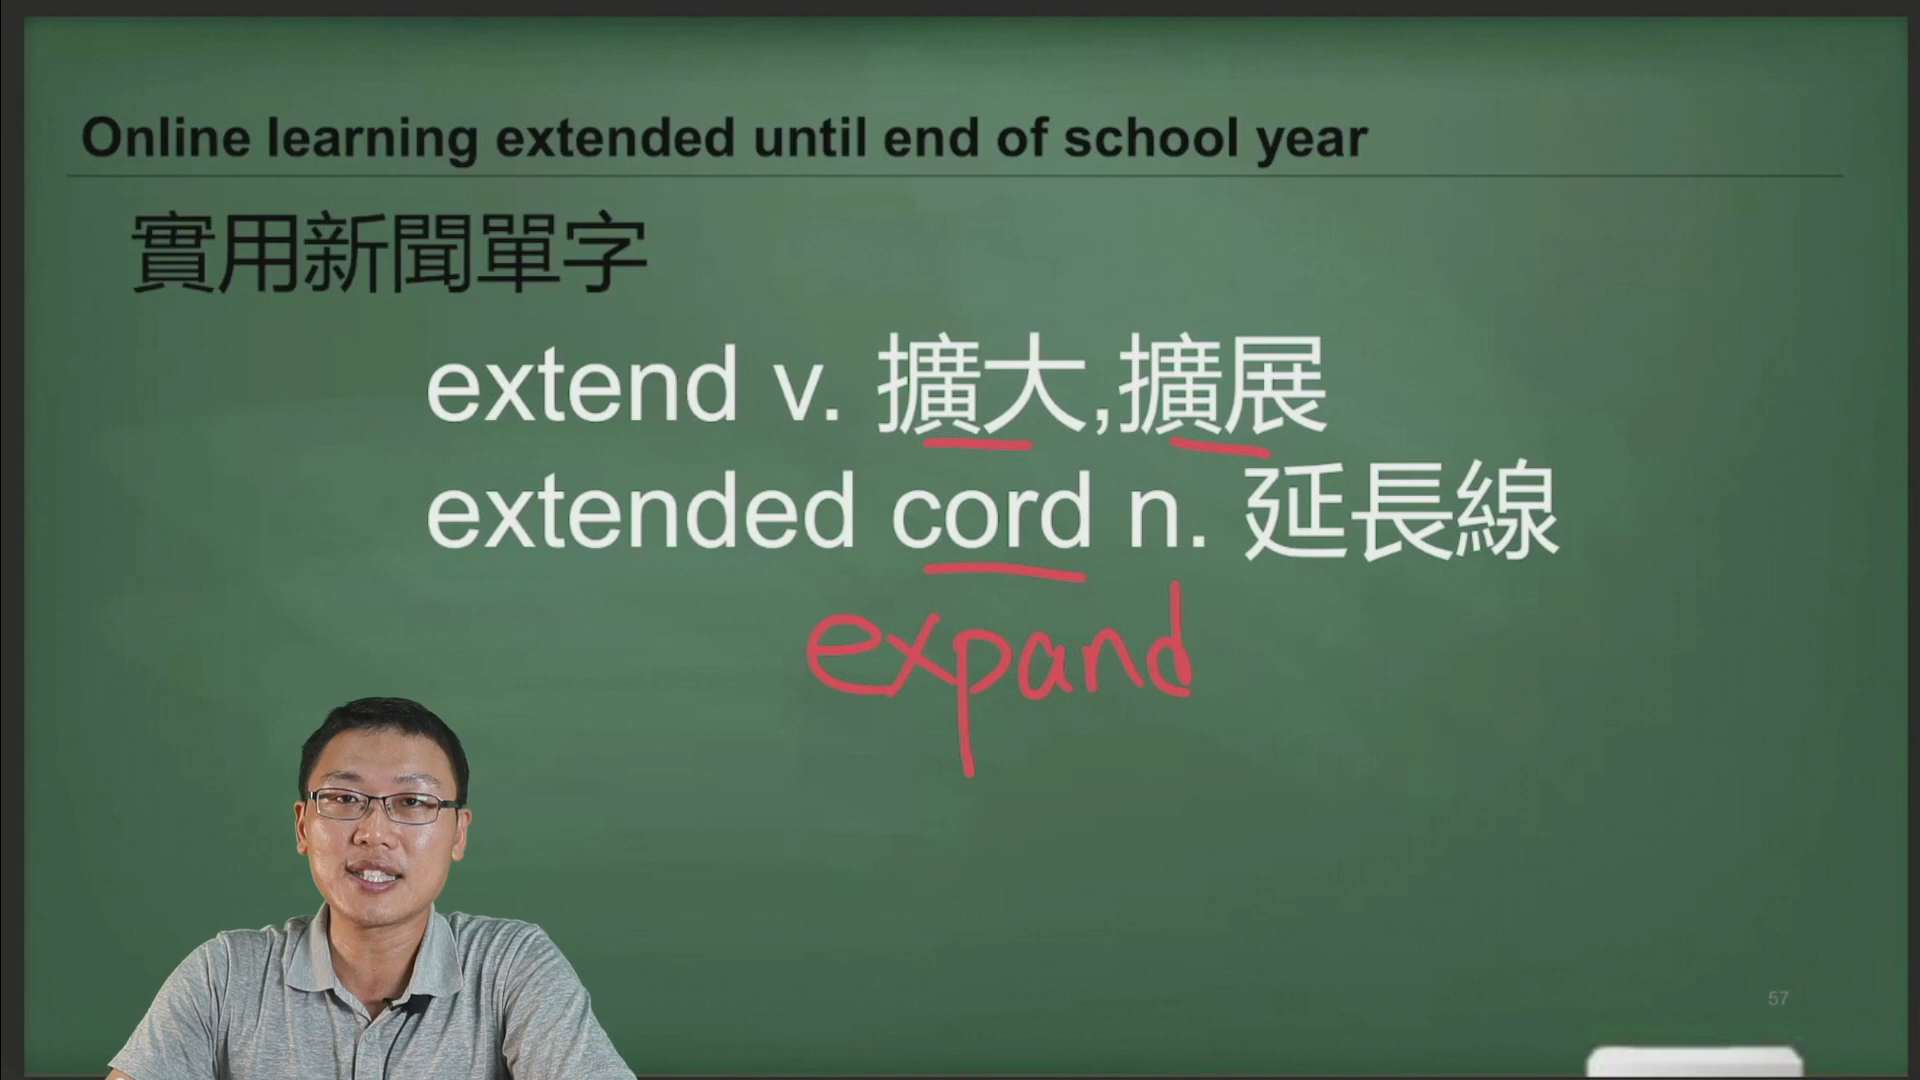 Online learning extended until end of school year
實用新聞單字
extend v. 擴大,擴展
extended cord n. 延長線
expand
57